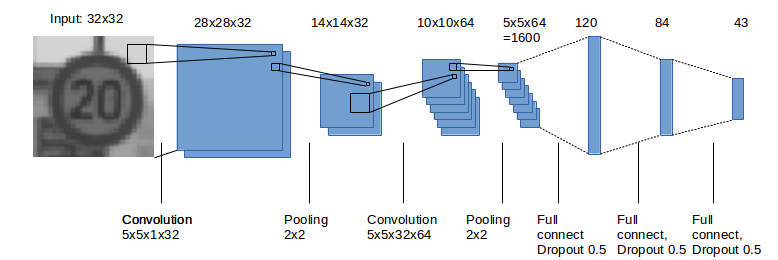 Input: 32x32
28x28x32
14x14x32
10x10x64
5x5x64
=1600
120
84
43
20
Convolution
5x5x1x32
Pooling
2x2
Convolution
5x5x32x64
Pooling
2x2
Full
connect
Dropout 0.5
Full
connect,
Dropout 0.5
Full
connect,
Dropout 0.5